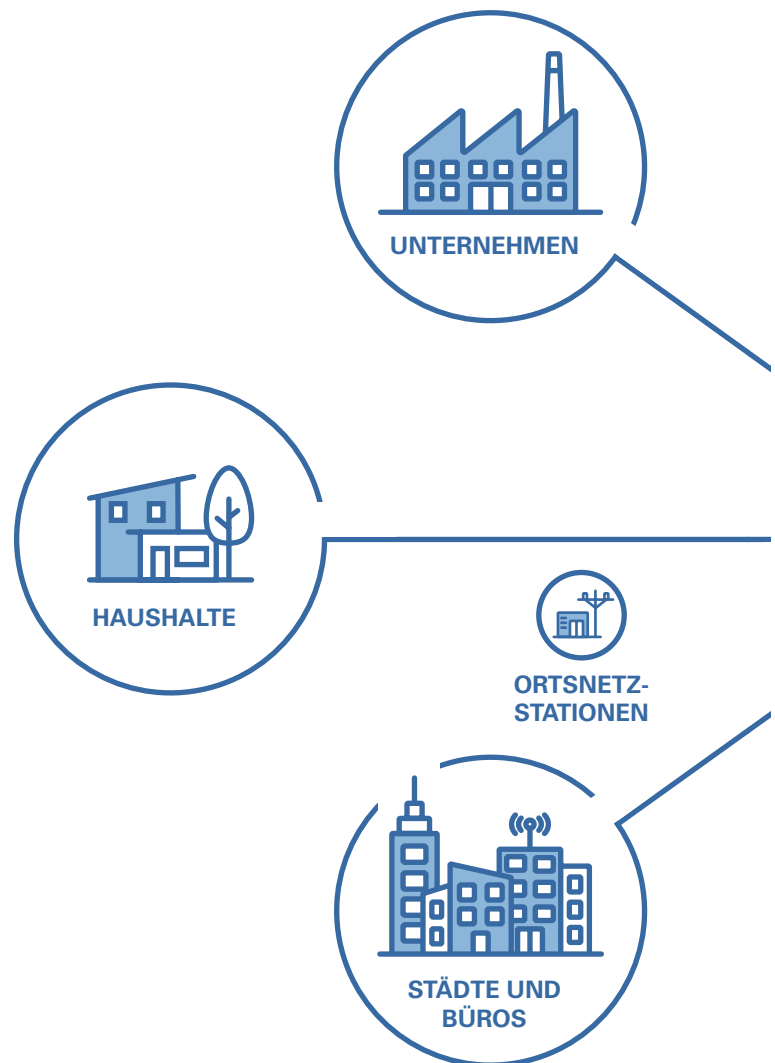 UNTERNEHMEN
HAUSHALTE
ORTSNETZ-
STATIONEN
STÄDTE UND
BÜROS